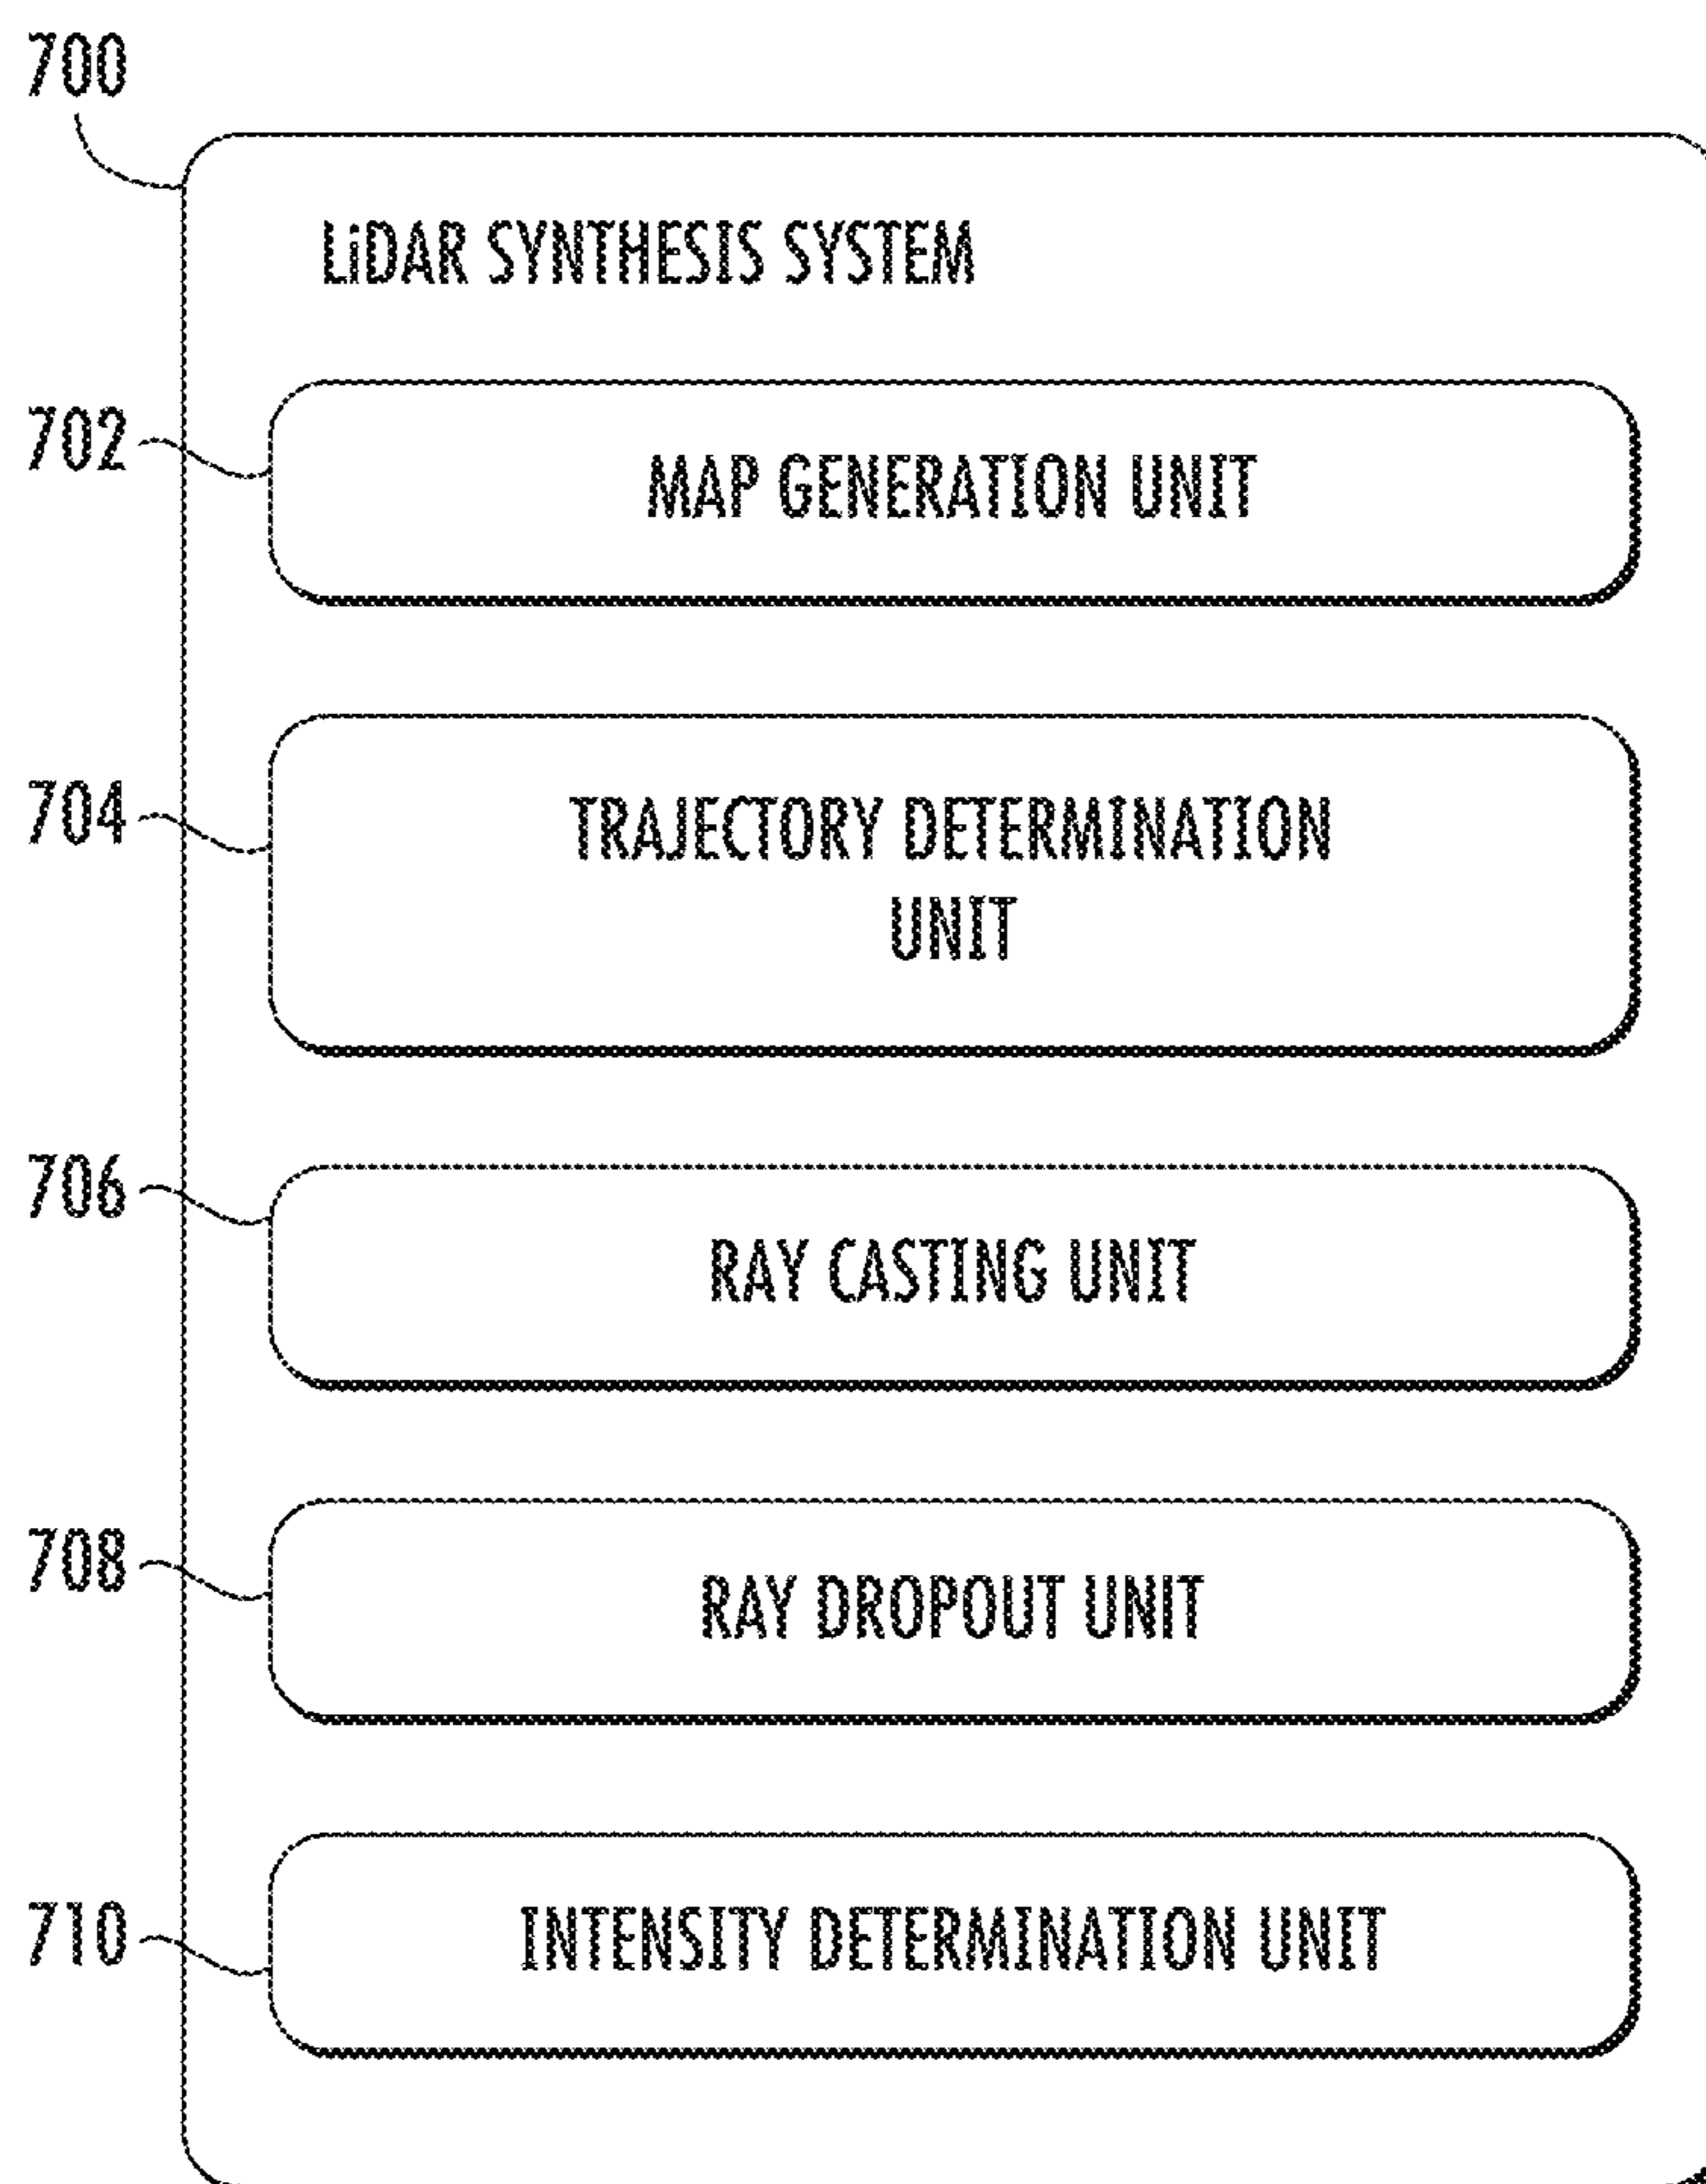 700
LiDAR SYNTHESIS SYSTEM
702
MAP GENERATION UNIT
704
TRAJECTORY DETERMINATION
UNIT
706
RAY CASTING UNIT
708
RAY DROPOUT UNIT
710
INTENSITY DETERMINATION UNIT